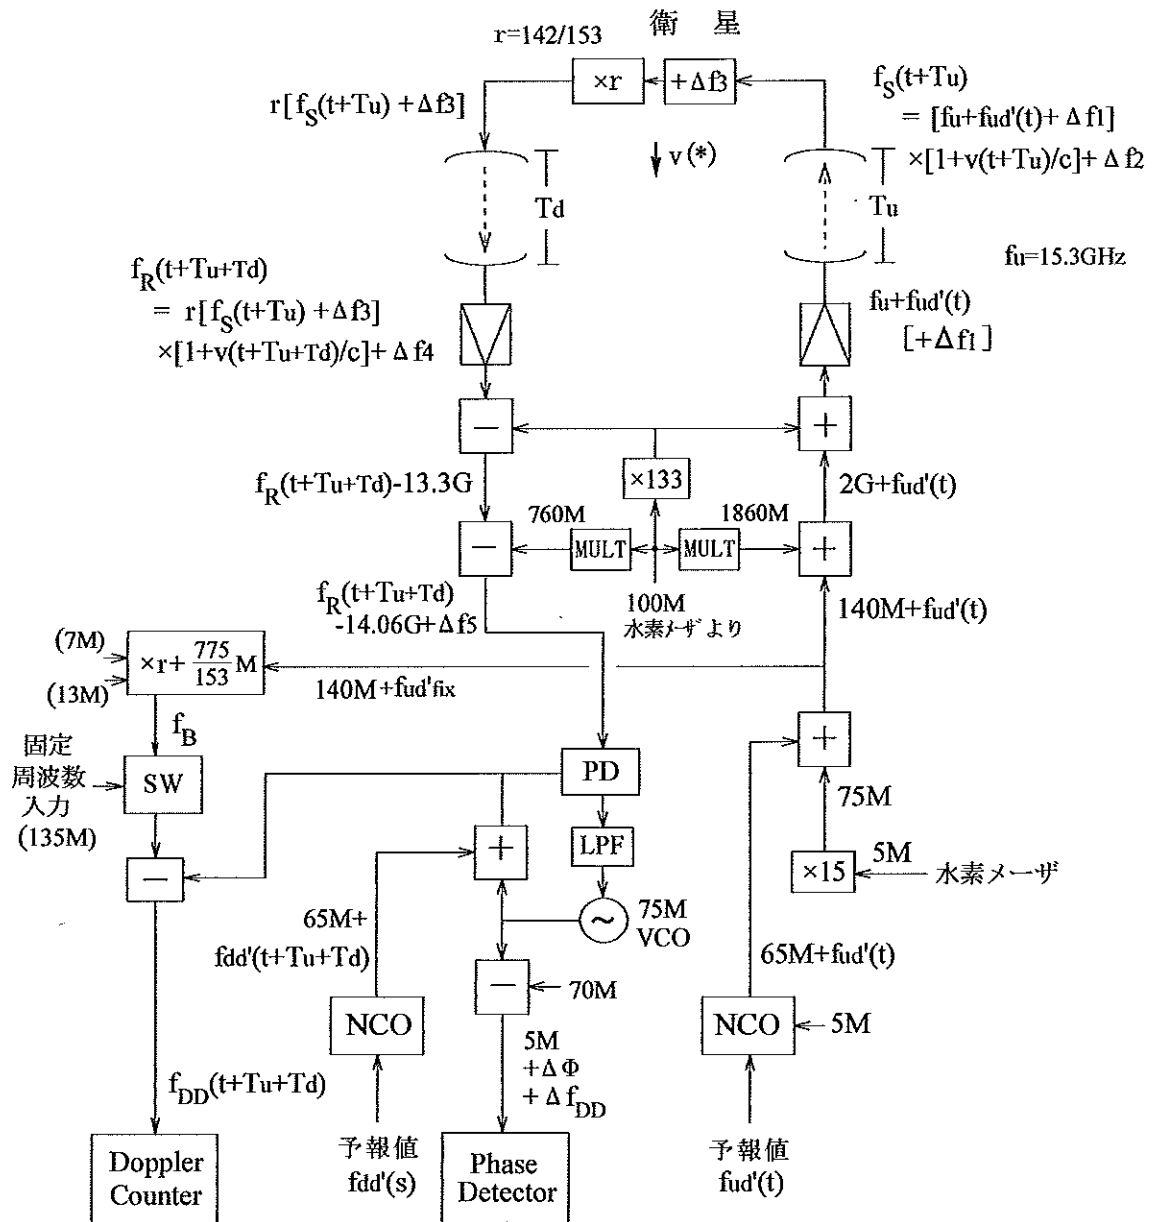 衛 星
r=142/153
×r
+Δf3
r[fS(t+Tu) +Δf3]
fS(t+Tu)
= [fu+fud'(t)+Δf1]
×[1+v(t+Tu)/c]+Δf2
v(*)
Td
Tu
fu=15.3GHz
fR(t+Tu+Td)
= r[fS(t+Tu) +Δf3]
×[1+v(t+Tu+Td)/c]+Δf4
fu+fud'(t)
[+Δf1]
−
+
×133
fR(t+Tu+Td)-13.3G
2G+fud'(t)
760M
1860M
−
MULT
MULT
+
fR(t+Tu+Td)
-14.06G+Δf5
100M
水素メーザより
140M+fud'(t)
(7M)
(13M)
×r+ 775/153 M
140M+fud'fix
fB
固定
周波数
入力
(135M)
SW
PD
+
75M
−
+
LPF
×15
5M
水素メーザ
~
75M
VCO
65M+
fdd'(t+Tu+Td)
65M+fud'(t)
−
70M
NCO
NCO
5M
5M
+ΔΦ
+ΔfDD
fDD(t+Tu+Td)
予報値
fdd'(s)
予報値
fud'(t)
Doppler
Counter
Phase
Detector